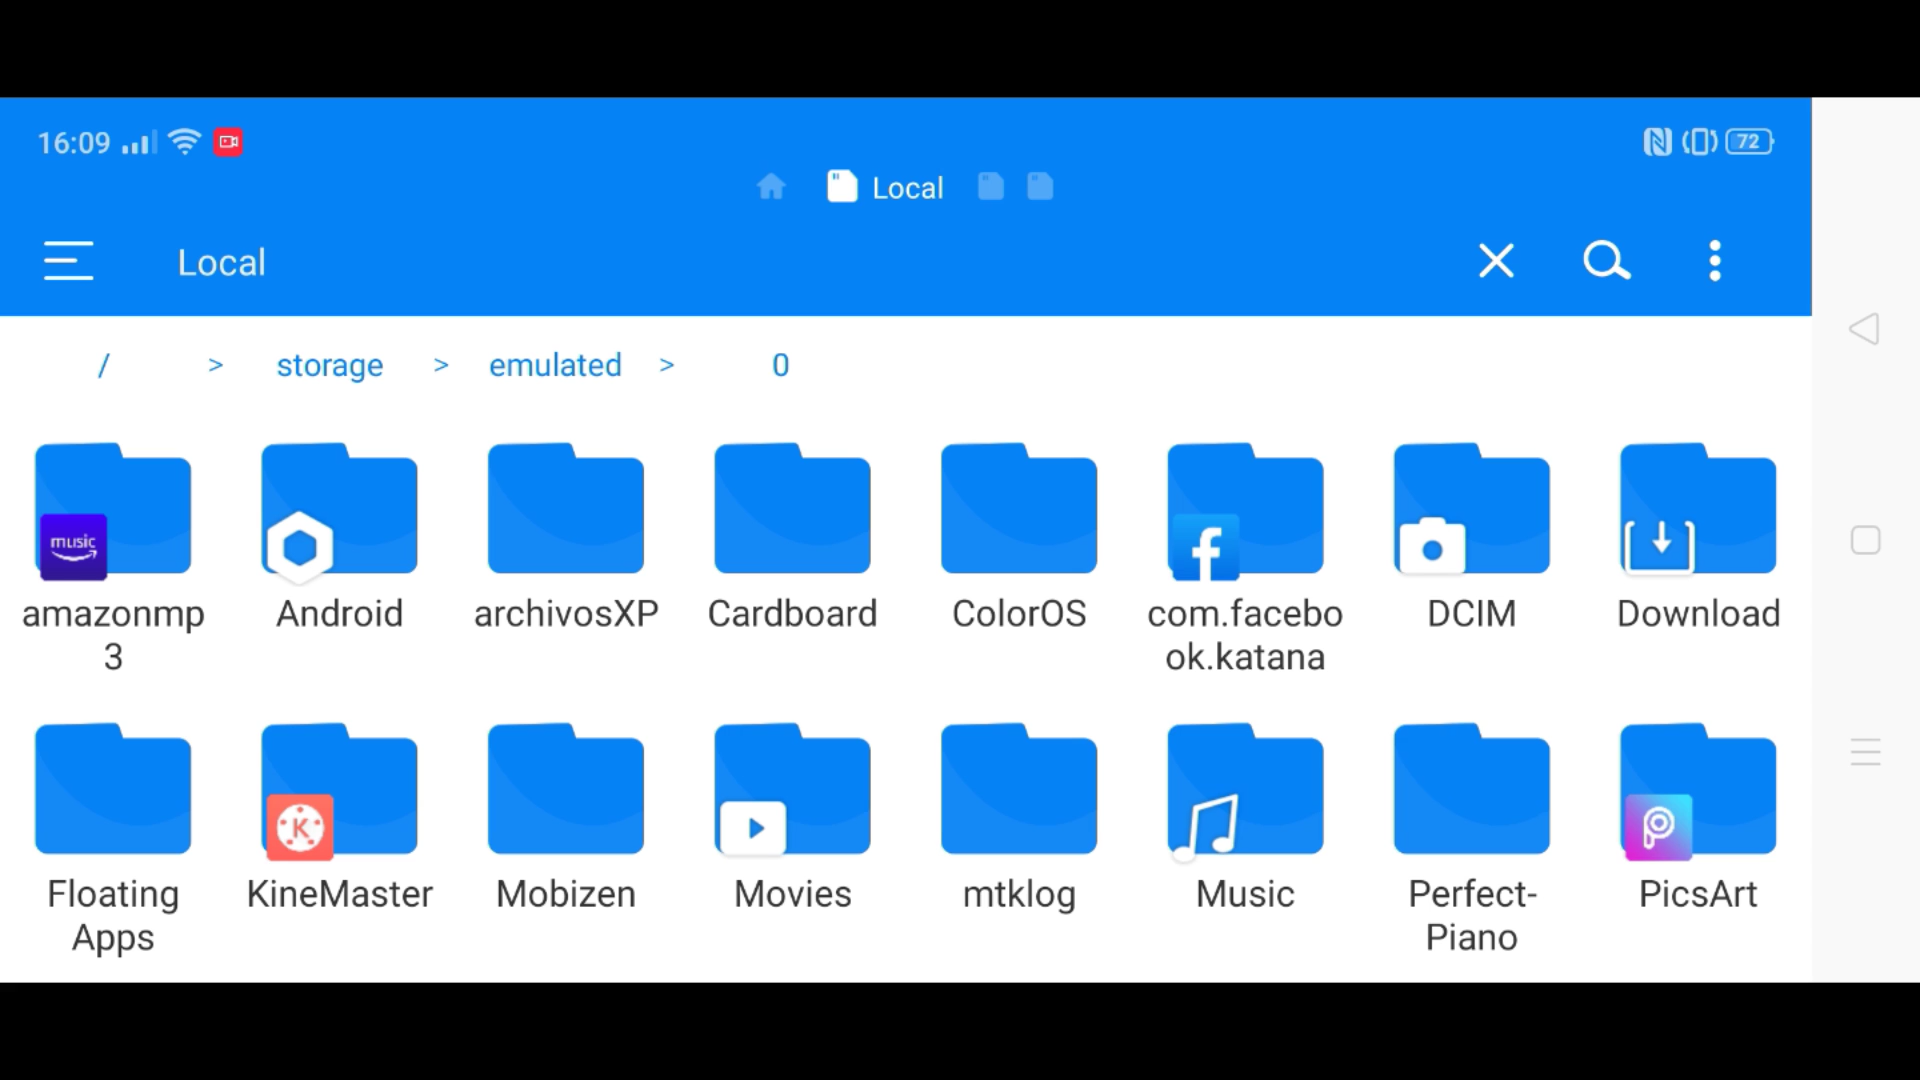 16:09
72
Local
Local
/ > storage > emulated > 0
music
amazonmp
3
Android
archivosXP
Cardboard
ColorOS
com.facebo
ok.katana
DCIM
Download
Floating
Apps
K
KineMaster
Mobizen
Movies
mtklog
Music
Perfect-
Piano
PicsArt